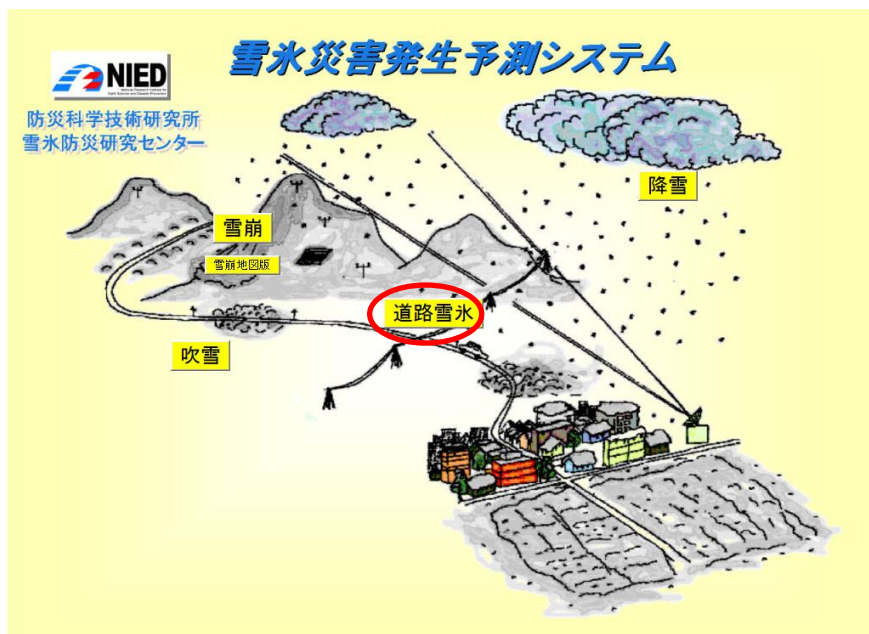 雪氷災害発生予測システム
NIED
防災科学技術研究所
雪氷防災研究センター
降雪
雪崩
雪崩地図版
道路雪氷
吹雪